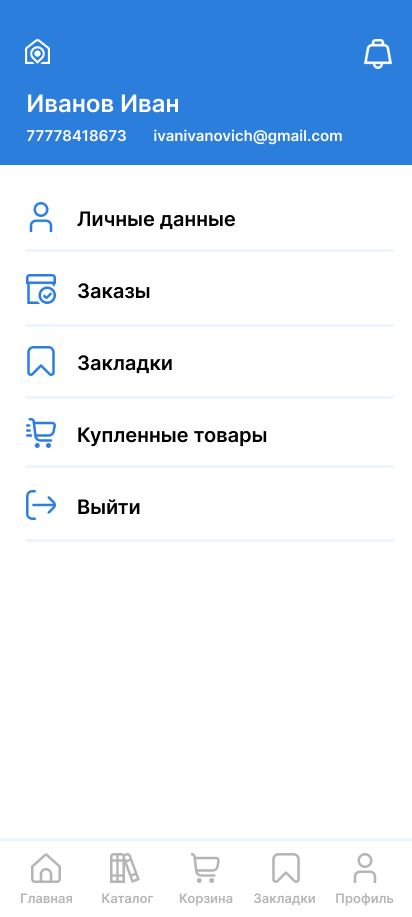 Иванов Иван
77778418673 ivanivanovich@gmail.com
Личные данные
Заказы
Закладки
Купленные товары
Выйти
Главная Каталог Корзина Закладки Профиль